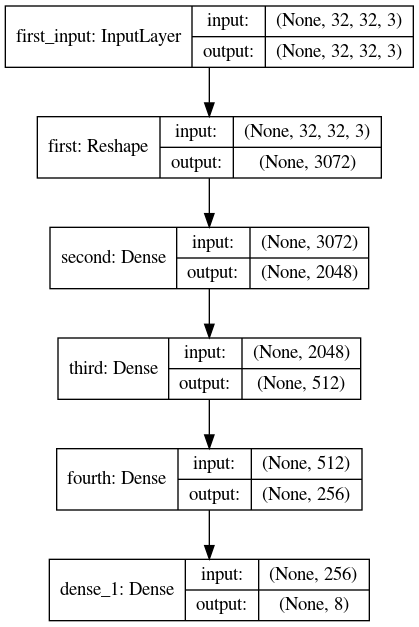 first_input: InputLayer
input: (None, 32, 32, 3)
output: (None, 32, 32, 3)
first: Reshape
input: (None, 32, 32, 3)
output: (None, 3072)
second: Dense
input: (None, 3072)
output: (None, 2048)
third: Dense
input: (None, 2048)
output: (None, 512)
fourth: Dense
input: (None, 512)
output: (None, 256)
dense_1: Dense
input: (None, 256)
output: (None, 8)